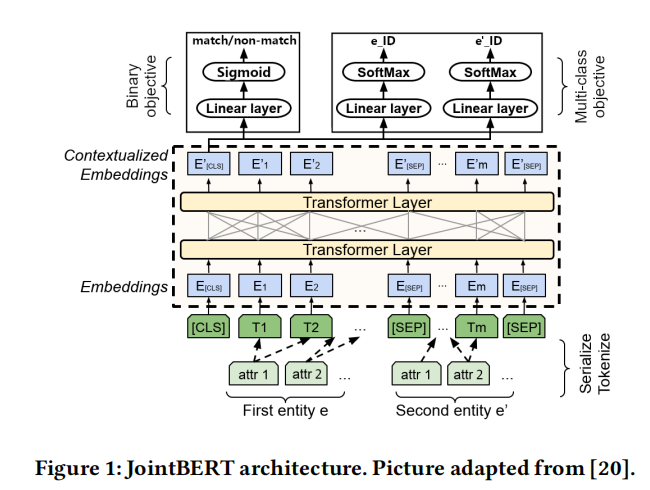 match/non-match e_ID e'_ID
Binary objective
Sigmoid SoftMax SoftMax
Linear layer Linear layer Linear layer
Multi-class objective
Contextualized
Embeddings
E'[CLS] E'1 E'2 E'[SEP] ... E'm E'[SEP]
Transformer Layer
...
Transformer Layer
Embeddings
E[CLS] E1 E2 E[SEP] ... Em E[SEP]
[CLS] T1 T2 ... [SEP] ... Tm [SEP]
attr 1 attr 2 ... attr 1 attr 2 ...
Serialize
Tokenize
First entity e Second entity e'
Figure 1: JointBERT architecture. Picture adapted from [20].